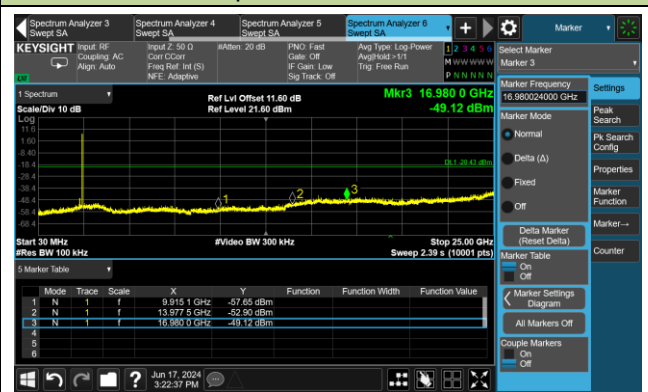 Spectrum Analyzer 3
Swept SA
Spectrum Analyzer 4
Swept SA
Spectrum Analyzer 5
Swept SA
Spectrum Analyzer 6
Swept SA
Marker
KEYSIGHT
Input: RF
Coupling: AC
Align: Auto
Input Z: 50 Ω
Corr CCorr
Freq Ref: Int (S)
NFE: Adaptive
#Atten: 20 dB
PNO: Fast
Gate: Off
IF Gain: Low
Sig Track: Off
Avg Type: Log-Power
Avg|Hold:>1/1
Trig: Free Run
1 2 3 4 5 6
M W W W W W
P N N N N N
Select Marker
Marker 3
1 Spectrum
Scale/Div 10 dB
Ref Lvl Offset 11.60 dB
Ref Level 21.60 dBm
Mkr3 16.980 0 GHz
-49.12 dBm
Log
11.6
1.60
-8.40
-18.4
-28.4
-38.4
-48.4
-58.4
-68.4
DL1 -20.43 dBm
1
2
3
Start 30 MHz
#Res BW 100 kHz
#Video BW 300 kHz
Stop 25.00 GHz
Sweep 2.39 s (10001 pts)
5 Marker Table
Mode Trace Scale X Y Function Function Width Function Value
1 N 1 f 9.915 1 GHz -57.65 dBm
2 N 1 f 13.977 5 GHz -52.90 dBm
3 N 1 f 16.980 0 GHz -49.12 dBm
4
5
6
Marker Frequency
16.980024000 GHz
Marker Mode
Normal
Delta (Δ)
Fixed
Off
Delta Marker
(Reset Delta)
Marker Table
On
Off
Marker Settings
Diagram
All Markers Off
Couple Markers
On
Off
Settings
Peak
Search
Pk Search
Config
Properties
Marker
Function
Marker→
Counter
Jun 17, 2024
3:22:37 PM